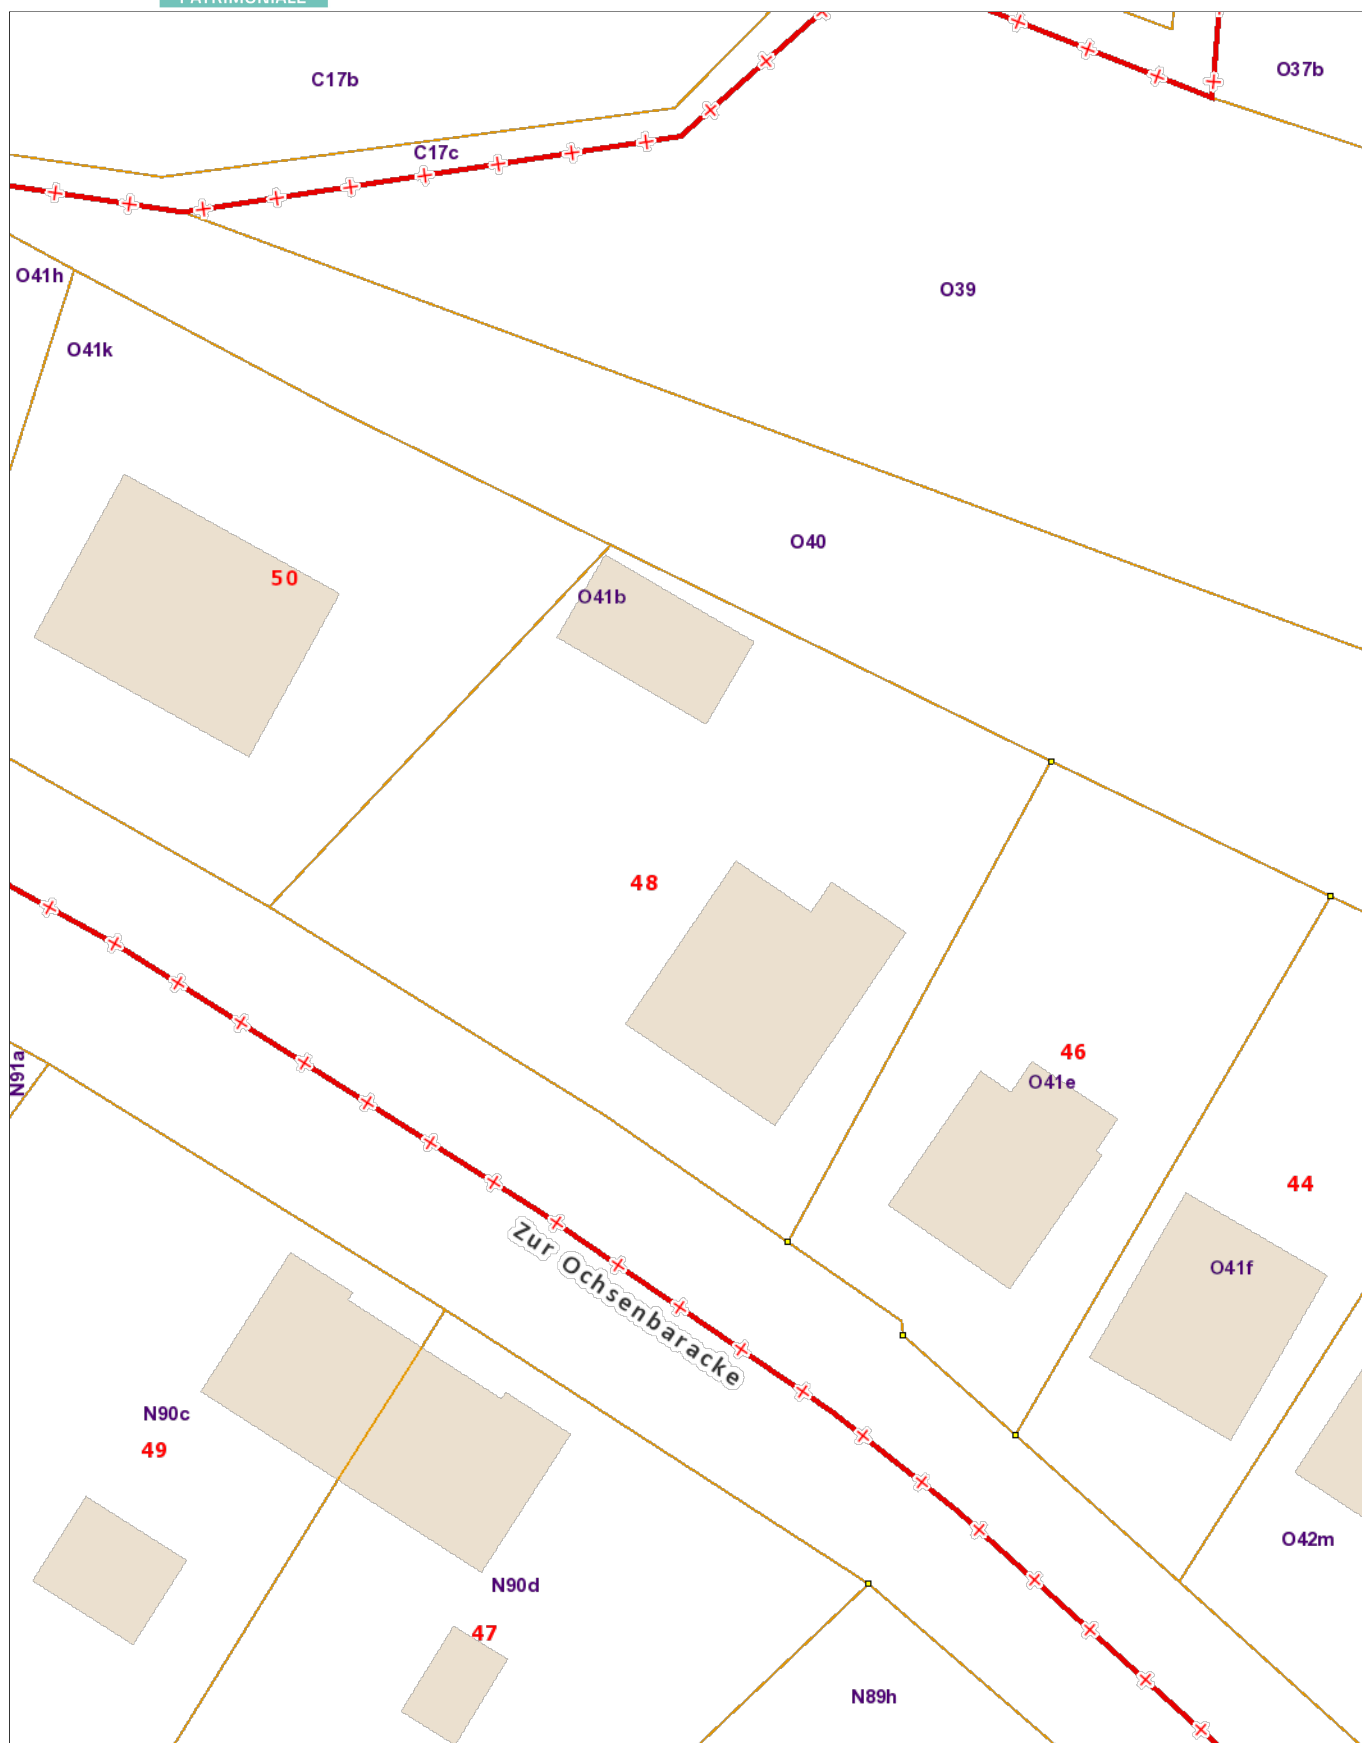 PATRIMONIALE
C17b
O37b
C17c
O41h
O39
O41k
O40
50
O41b
48
46
O41e
N91a
44
O41f
Zur Ochsenbaracke
N90c
49
O42m
N90d
47
N89h